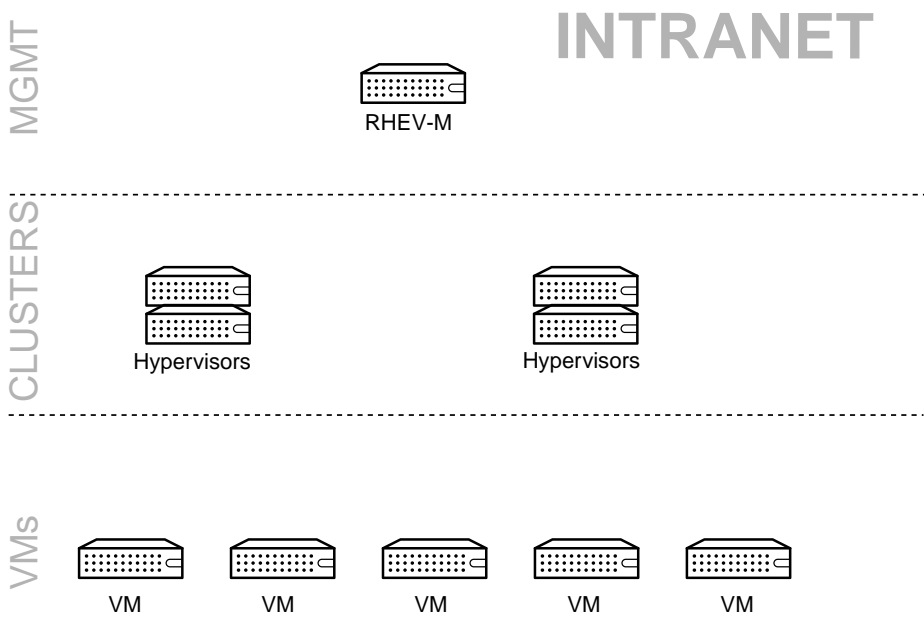 INTRANET
MGMT
RHEV-M
CLUSTERS
Hypervisors
Hypervisors
VMs
VM
VM
VM
VM
VM